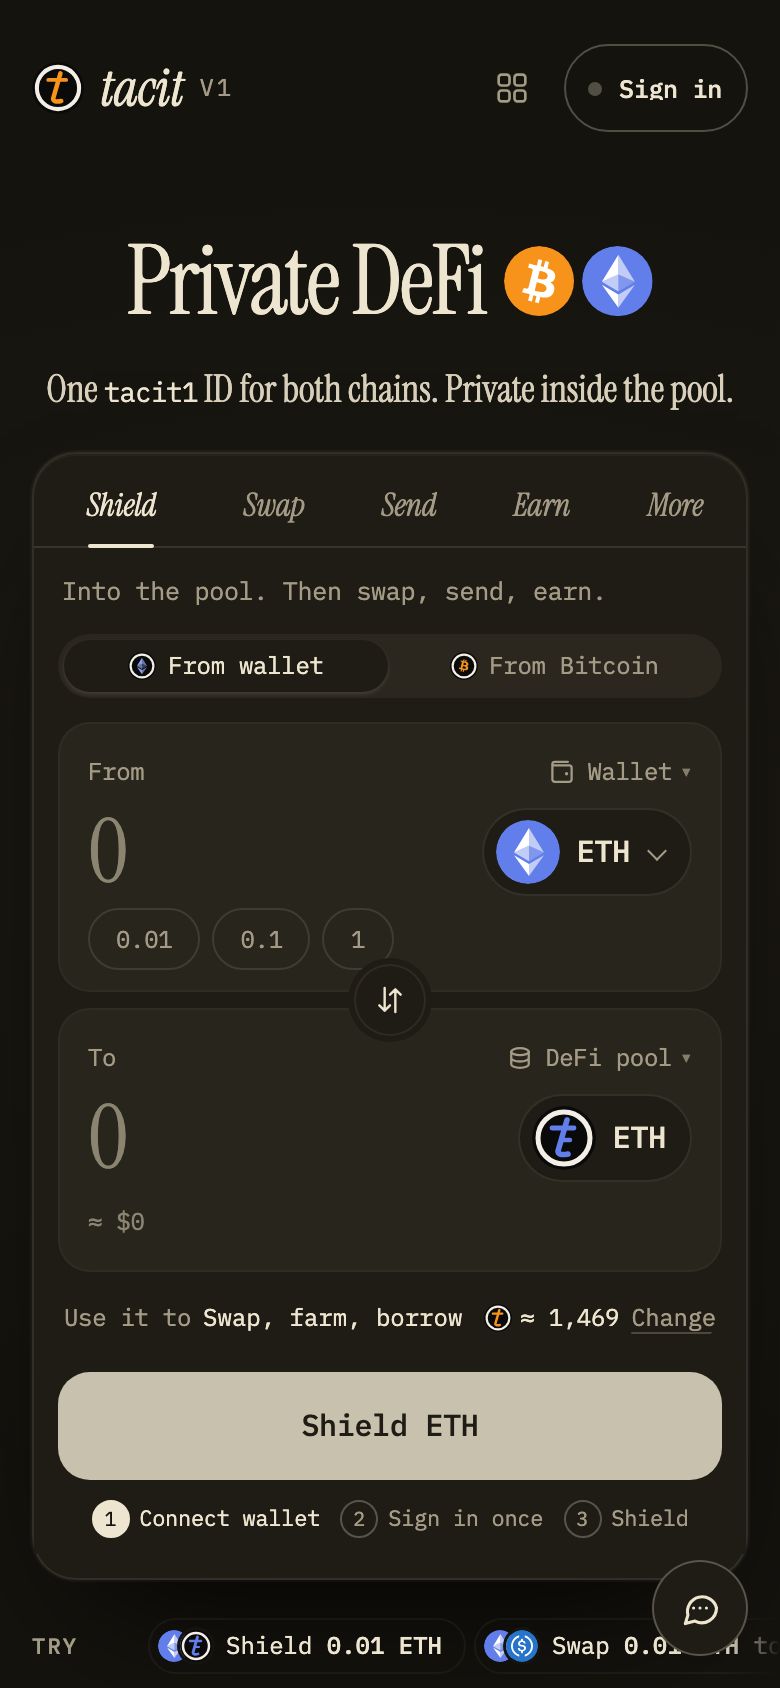 tacit V1
Sign in
Private DeFi
One tacit1 ID for both chains. Private inside the pool.
Shield Swap Send Earn More
Into the pool. Then swap, send, earn.
From wallet From Bitcoin
From Wallet
0 ETH
0.01 0.1 1
To DeFi pool
0 ETH
≈ $0
Use it to Swap, farm, borrow ≈ 1,469 Change
Shield ETH
1 Connect wallet 2 Sign in once 3 Shield
TRY Shield 0.01 ETH Swap